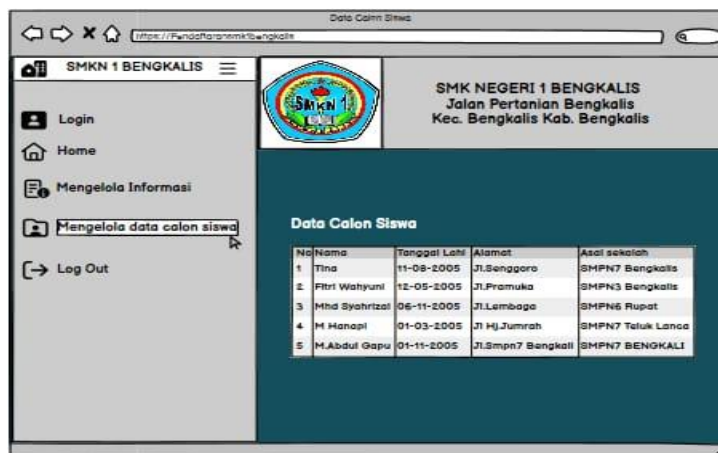 Data Calon Siswa
https://Pendaftaransmk1bengkalis
SMKN 1 BENGKALIS
Login
Home
Mengelola Informasi
Mengelola data calon siswa
Log Out
SMKN 1
SMK NEGERI 1 BENGKALIS
Jalan Pertanian Bengkalis
Kec. Bengkalis Kab. Bengkalis
Data Calon Siswa
No Nama Tanggal Lahi Alamat Asal sekolah
1 Tina 11-08-2005 Jl.Senggoro SMPN7 Bengkalis
2 Fitri Wahyuni 12-05-2005 Jl.Pramuka SMPN3 Bengkalis
3 Mhd Syahrizal 06-11-2005 Jl.Lembaga SMPN6 Rupat
4 M Hanapi 01-03-2005 Jl Hj.Jumrah SMPN7 Teluk Lanca
5 M.Abdul Gapu 01-11-2005 Jl.Smpn7 Bengkali SMPN7 BENGKALI